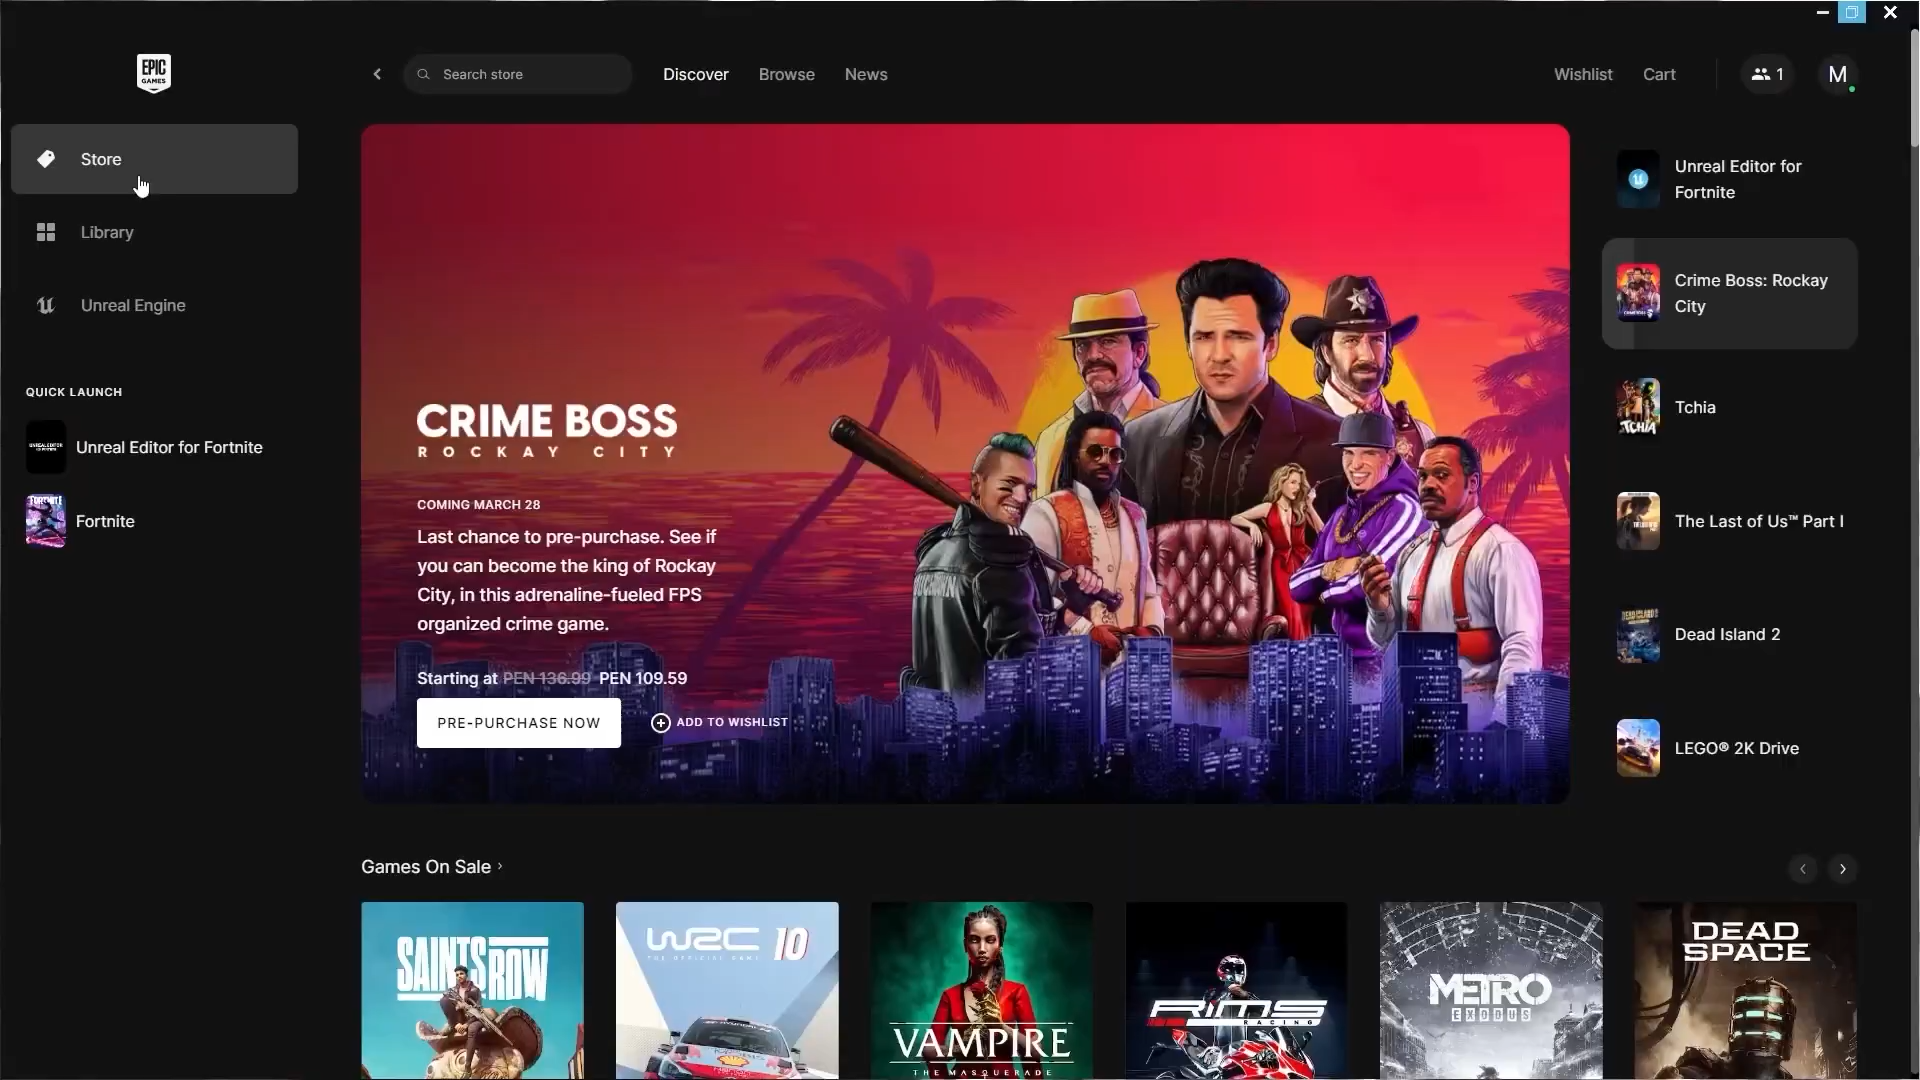 EPIC
GAMES
Search store
Discover
Browse
News
Wishlist
Cart
1
M
Store
Library
Unreal Engine
QUICK LAUNCH
Unreal Editor for Fortnite
FORTNITE
Fortnite
CRIME BOSS
ROCKAY CITY
COMING MARCH 28
Last chance to pre-purchase. See if
you can become the king of Rockay
City, in this adrenaline-fueled FPS
organized crime game.
Starting at PEN 136.99 PEN 109.59
PRE-PURCHASE NOW
ADD TO WISHLIST
Unreal Editor for
Fortnite
Crime Boss: Rockay
City
TCHIA
Tchia
The Last of Us™ Part I
Dead Island 2
LEGO® 2K Drive
Games On Sale
SAINTS ROW
WRC 10
THE OFFICIAL GAME
VAMPIRE
THE MASQUERADE
RiMS
RACING
METRO
EXODUS
DEAD
SPACE